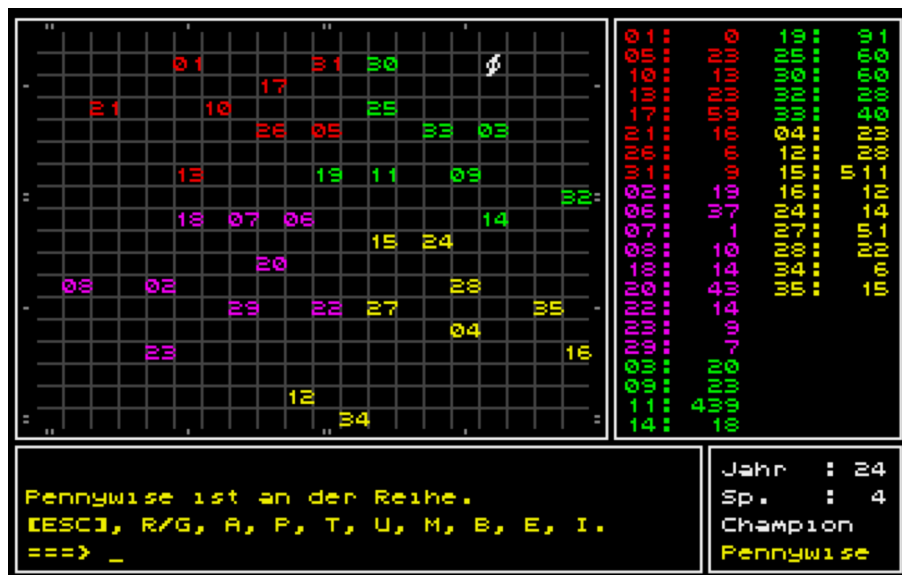 01 31 30
17
21 10 25
26 05 33 03
13 19 11 09
32
18 07 06 14
15 24
20
08 02 28
29 22 27 35
04
23 16
12
34
01: 0 19: 91
05: 23 25: 60
10: 13 30: 60
13: 23 32: 28
17: 59 33: 40
21: 16 04: 23
26: 6 12: 28
31: 9 15: 511
02: 19 16: 12
06: 37 24: 14
07: 1 27: 51
08: 10 28: 22
18: 14 34: 6
20: 43 35: 15
22: 14
23: 9
29: 7
03: 20
09: 23
11: 439
14: 18
Pennywise ist an der Reihe.
[ESC], R/G, A, P, T, U, M, B, E, I.
===> _
Jahr : 24
Sp. : 4
Champion
Pennywise